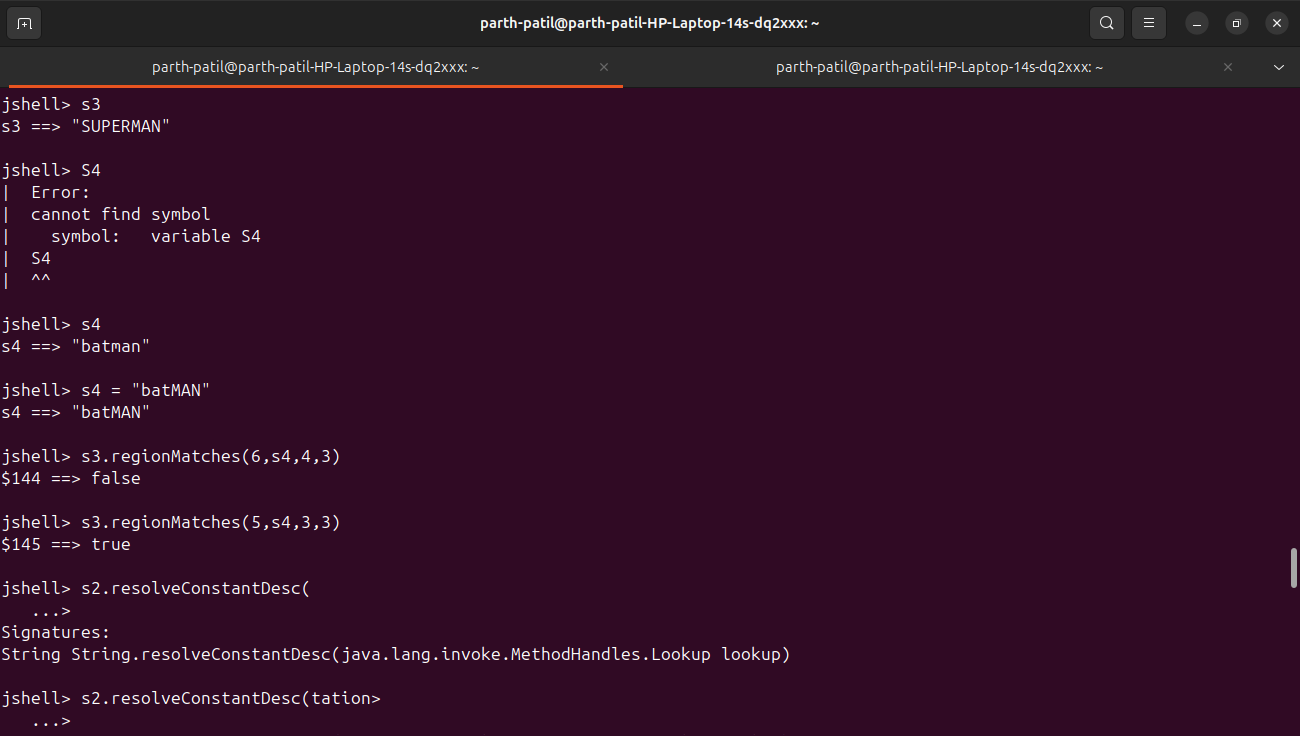 parth-patil@parth-patil-HP-Laptop-14s-dq2xxx: ~
parth-patil@parth-patil-HP-Laptop-14s-dq2xxx: ~
parth-patil@parth-patil-HP-Laptop-14s-dq2xxx: ~
jshell> s3
s3 ==> "SUPERMAN"
jshell> S4
|  Error:
|  cannot find symbol
|    symbol:   variable S4
|  S4
|  ^^
jshell> s4
s4 ==> "batman"
jshell> s4 = "batMAN"
s4 ==> "batMAN"
jshell> s3.regionMatches(6,s4,4,3)
$144 ==> false
jshell> s3.regionMatches(5,s4,3,3)
$145 ==> true
jshell> s2.resolveConstantDesc(
   ...>
Signatures:
String String.resolveConstantDesc(java.lang.invoke.MethodHandles.Lookup lookup)
jshell> s2.resolveConstantDesc(tation>
   ...>